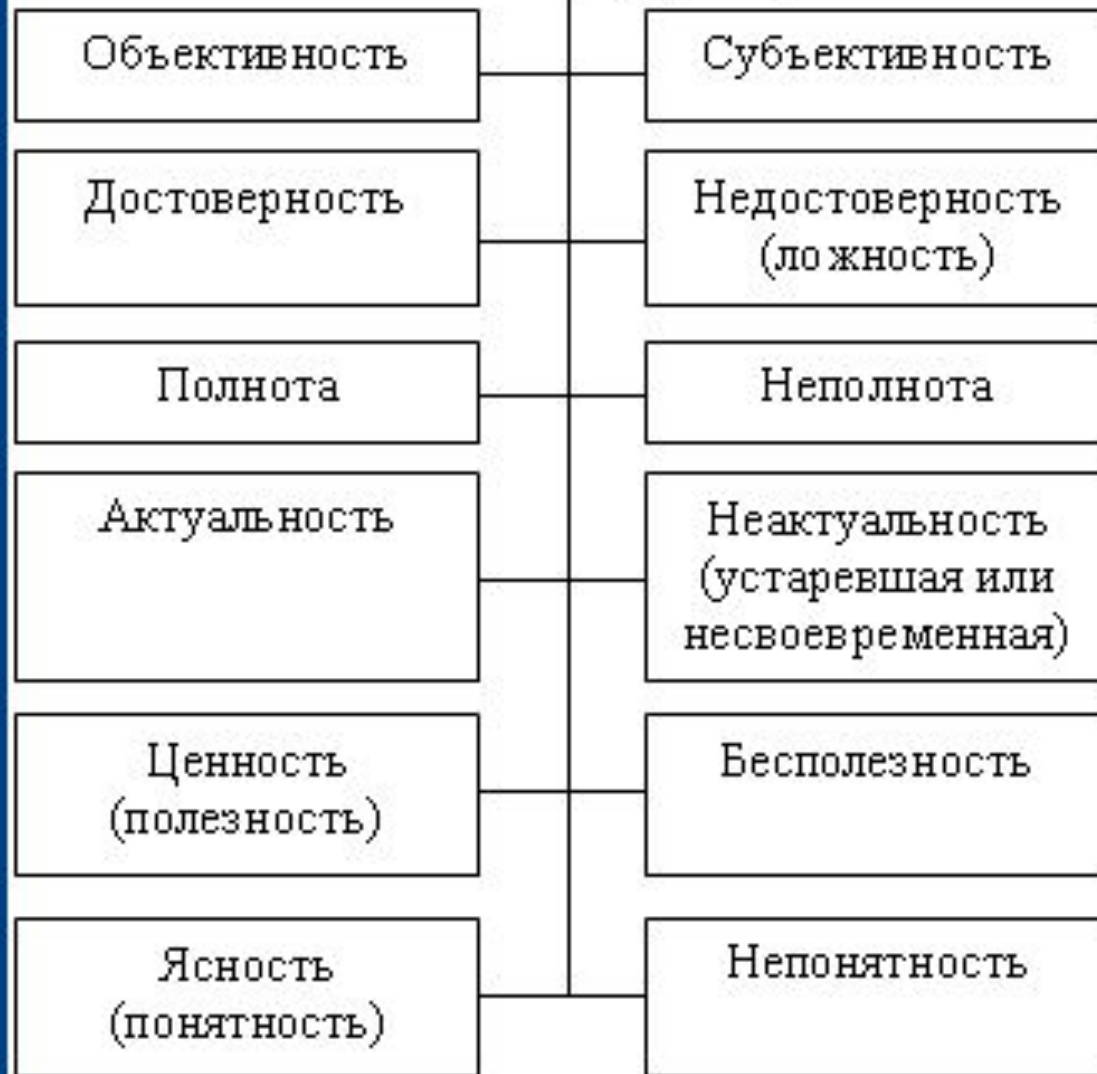 Объективность
Субъективность
Достоверность
Недостоверность
(ложность)
Полнота
Неполнота
Актуальность
Неактуальность
(устаревшая или
несвоевременная)
Ценность
(полезность)
Бесполезность
Ясность
(понятность)
Непонятность